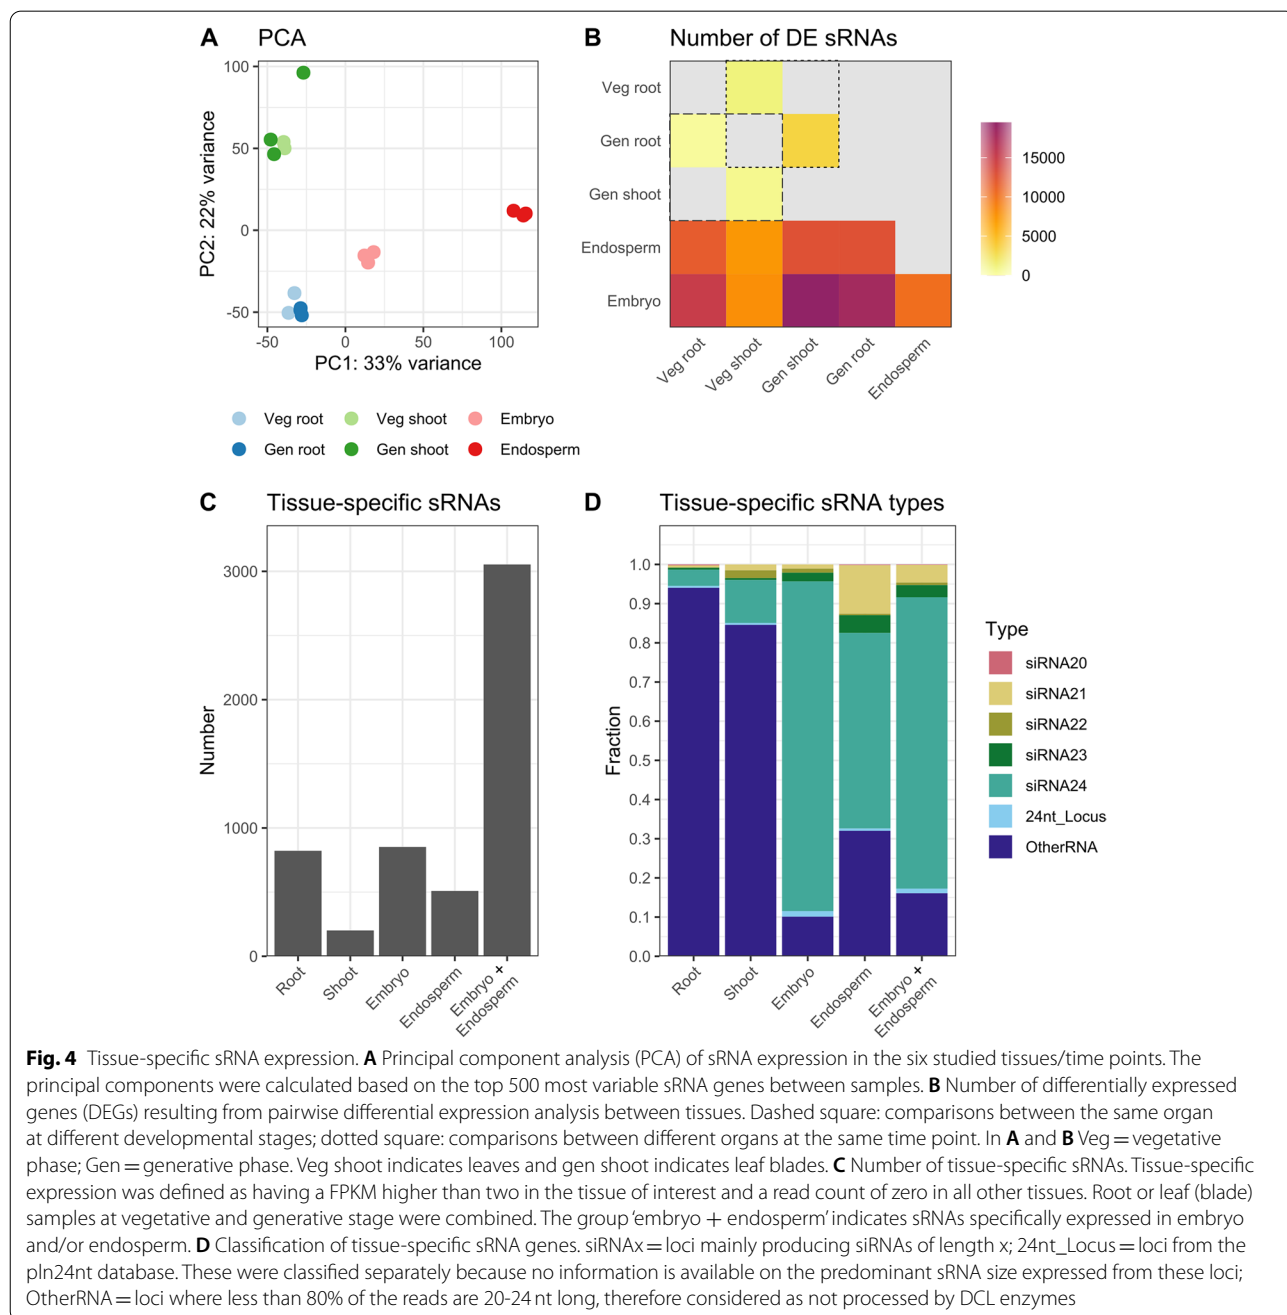 A PCA
100
50
0
-50
PC2: 22% variance
-50 0 50 100
PC1: 33% variance
Veg root Veg shoot Embryo
Gen root Gen shoot Endosperm
B Number of DE sRNAs
Veg root
Gen root
Gen shoot
Endosperm
Embryo
Veg root Veg shoot Gen shoot Gen root Endosperm
15000
10000
5000
0
C Tissue-specific sRNAs
3000
2000
1000
0
Number
Root Shoot Embryo Endosperm Embryo +
Endosperm
D Tissue-specific sRNA types
1.0
0.9
0.8
0.7
0.6
0.5
0.4
0.3
0.2
0.1
0.0
Fraction
Root Shoot Embryo Endosperm Embryo +
Endosperm
Type
siRNA20
siRNA21
siRNA22
siRNA23
siRNA24
24nt_Locus
OtherRNA
Fig. 4 Tissue-specific sRNA expression. A Principal component analysis (PCA) of sRNA expression in the six studied tissues/time points. The
principal components were calculated based on the top 500 most variable sRNA genes between samples. B Number of differentially expressed
genes (DEGs) resulting from pairwise differential expression analysis between tissues. Dashed square: comparisons between the same organ
at different developmental stages; dotted square: comparisons between different organs at the same time point. In A and B Veg = vegetative
phase; Gen = generative phase. Veg shoot indicates leaves and gen shoot indicates leaf blades. C Number of tissue-specific sRNAs. Tissue-specific
expression was defined as having a FPKM higher than two in the tissue of interest and a read count of zero in all other tissues. Root or leaf (blade)
samples at vegetative and generative stage were combined. The group 'embryo + endosperm' indicates sRNAs specifically expressed in embryo
and/or endosperm. D Classification of tissue-specific sRNA genes. siRNAx = loci mainly producing siRNAs of length x; 24nt_Locus = loci from the
pln24nt database. These were classified separately because no information is available on the predominant sRNA size expressed from these loci;
OtherRNA = loci where less than 80% of the reads are 20-24 nt long, therefore considered as not processed by DCL enzymes